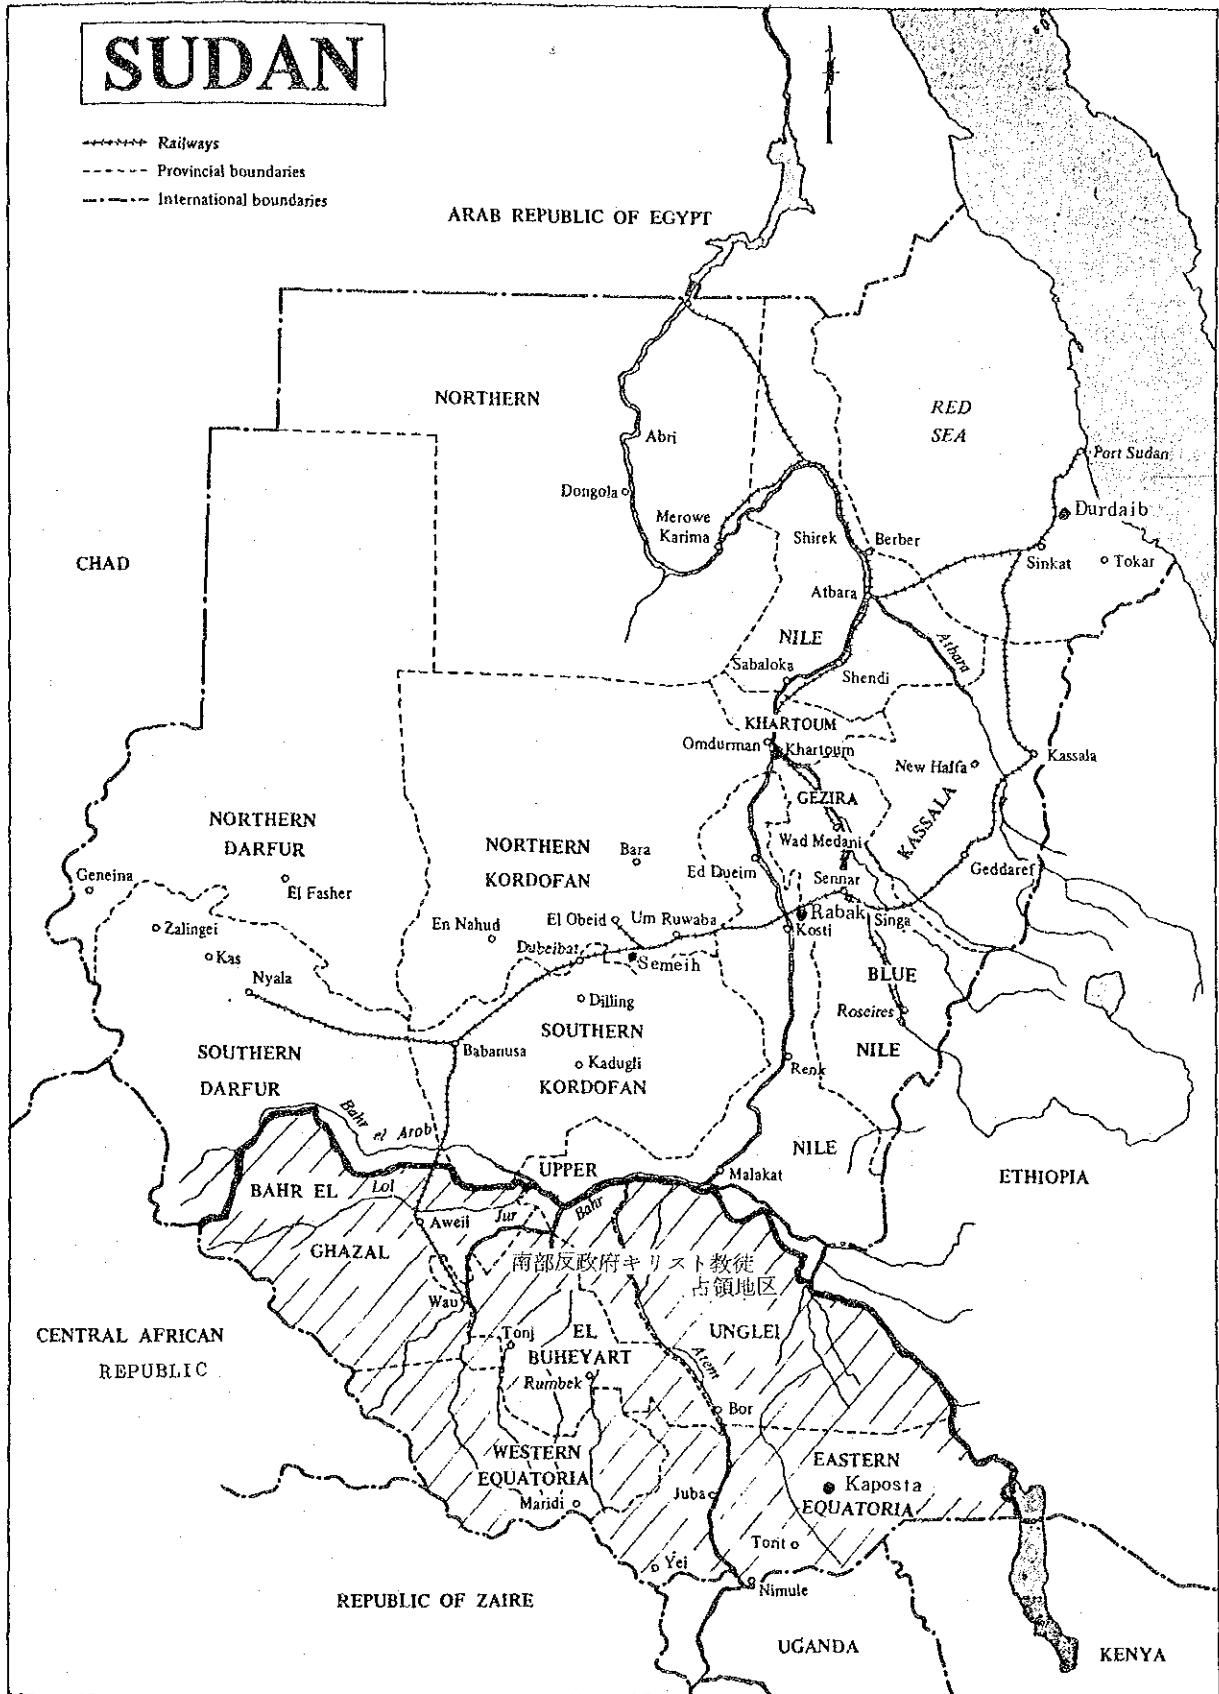 SUDAN
Railways
Provincial boundaries
International boundaries
ARAB REPUBLIC OF EGYPT
NORTHERN
RED
SEA
Abri
Port Sudan
Dongola
Durdaib
Merowe
Karima
Shirek
Berber
CHAD
Sinkat
Tokar
Atbara
NILE
Atbara
Sabaloka
Shendi
KHARTOUM
Omdurman
Khartoum
Kassala
New Halfa
GEZIRA
KASSALA
NORTHERN
DARFUR
NORTHERN
KORDOFAN
Bara
Wad Medani
Ed Dueim
Geddaref
Geneina
El Fasher
Sennar
Rabak
Singa
El Obeid
Um Ruwaba
En Nahud
Kosti
Zalingei
Dubeibat
Semeih
Kas
Nyala
BLUE
Dilling
Roseires
SOUTHERN
KORDOFAN
NILE
Babanusa
SOUTHERN
DARFUR
Kadugli
Renk
Bahr
el Arab
NILE
UPPER
Malakat
ETHIOPIA
BAHR EL
GHAZAL
Lol
Jur
Bahr
Aweil
南部反政府キリスト教徒
占領地区
Wau
UNGLEI
CENTRAL AFRICAN
REPUBLIC
Tonj
EL
BUHEYART
Rumbek
Atem
Bor
WESTERN
EQUATORIA
EASTERN
Kaposta
EQUATORIA
Maridi
Juba
Torit
Yei
Nimule
REPUBLIC OF ZAIRE
UGANDA
KENYA